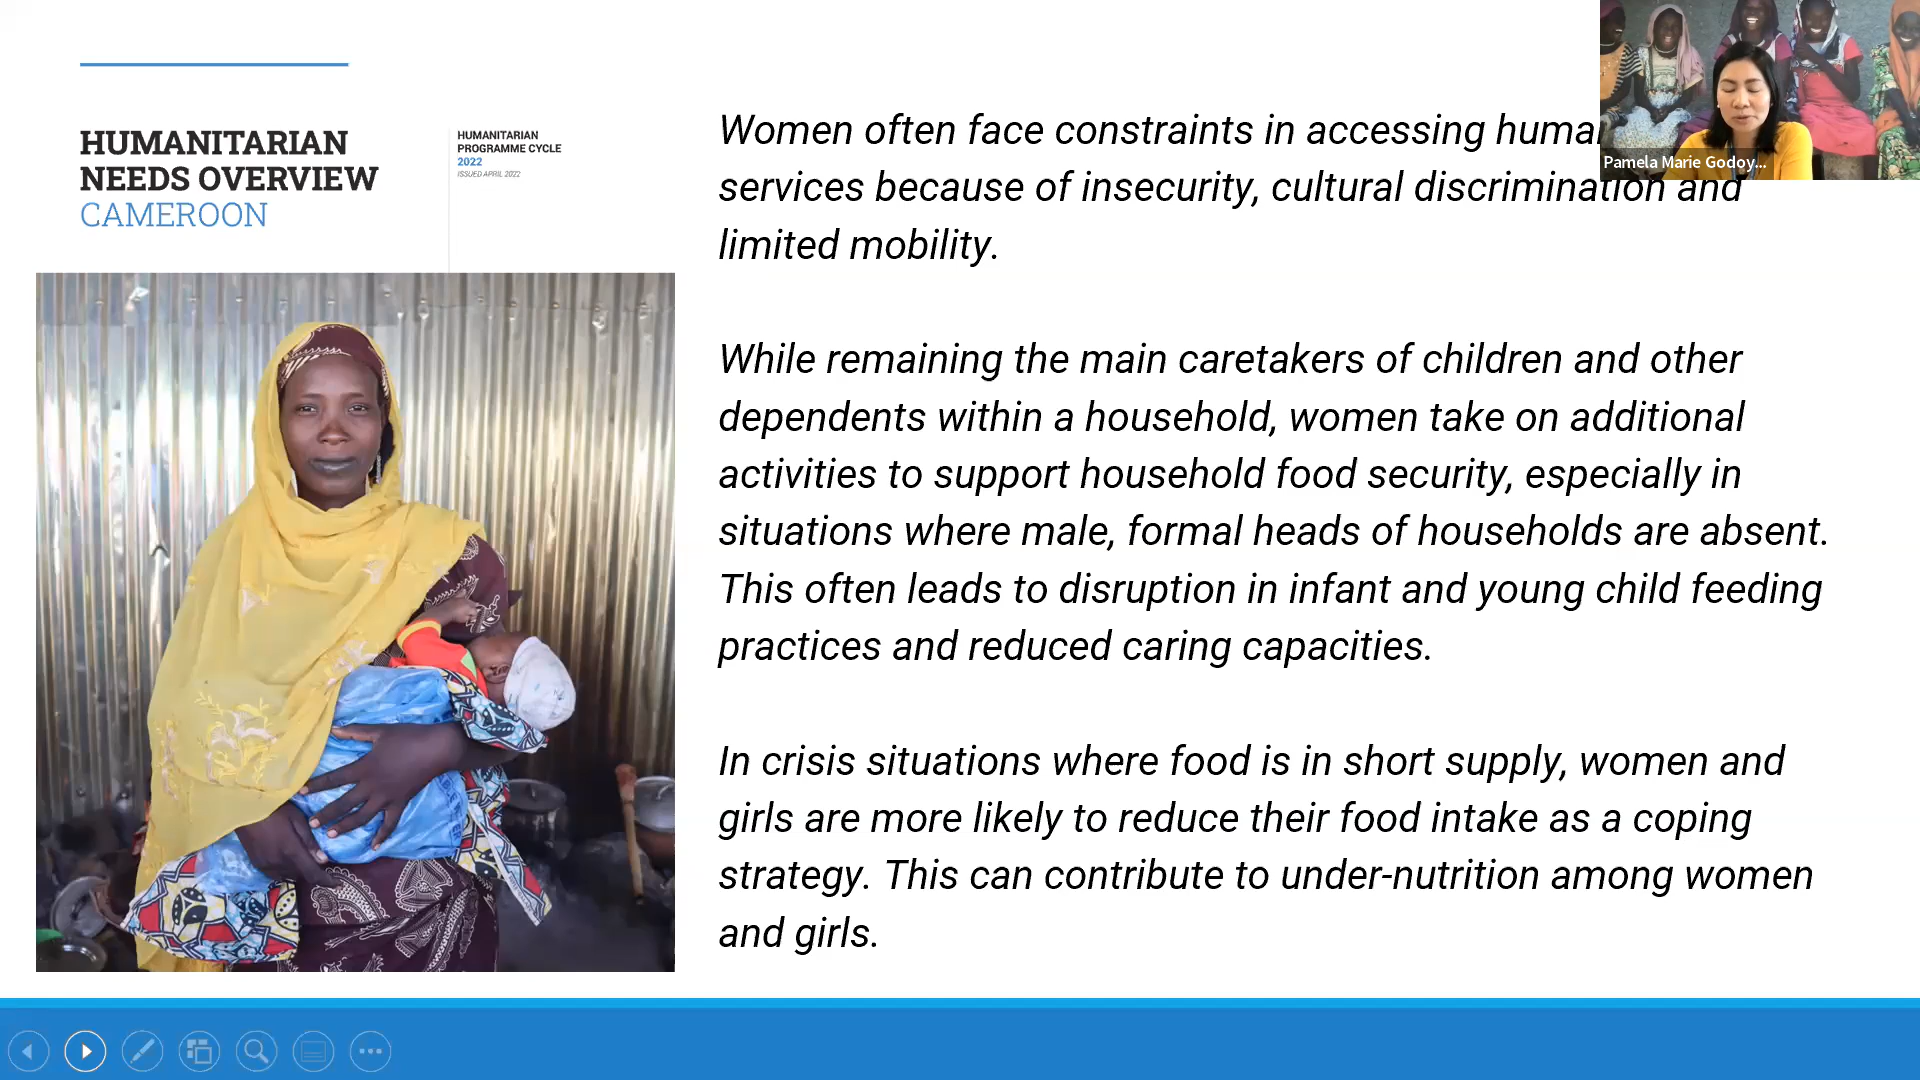 HUMANITARIAN
NEEDS OVERVIEW
CAMEROON
HUMANITARIAN
PROGRAMME CYCLE
2022
ISSUED APRIL 2022
Women often face constraints in accessing
services because of insecurity, cultural discrimination and
limited mobility.
While remaining the main caretakers of children and other
dependents within a household, women take on additional
activities to support household food security, especially in
situations where male, formal heads of households are absent.
This often leads to disruption in infant and young child feeding
practices and reduced caring capacities.
In crisis situations where food is in short supply, women and
girls are more likely to reduce their food intake as a coping
strategy. This can contribute to under-nutrition among women
and girls.
Pamela Marie Godoy...